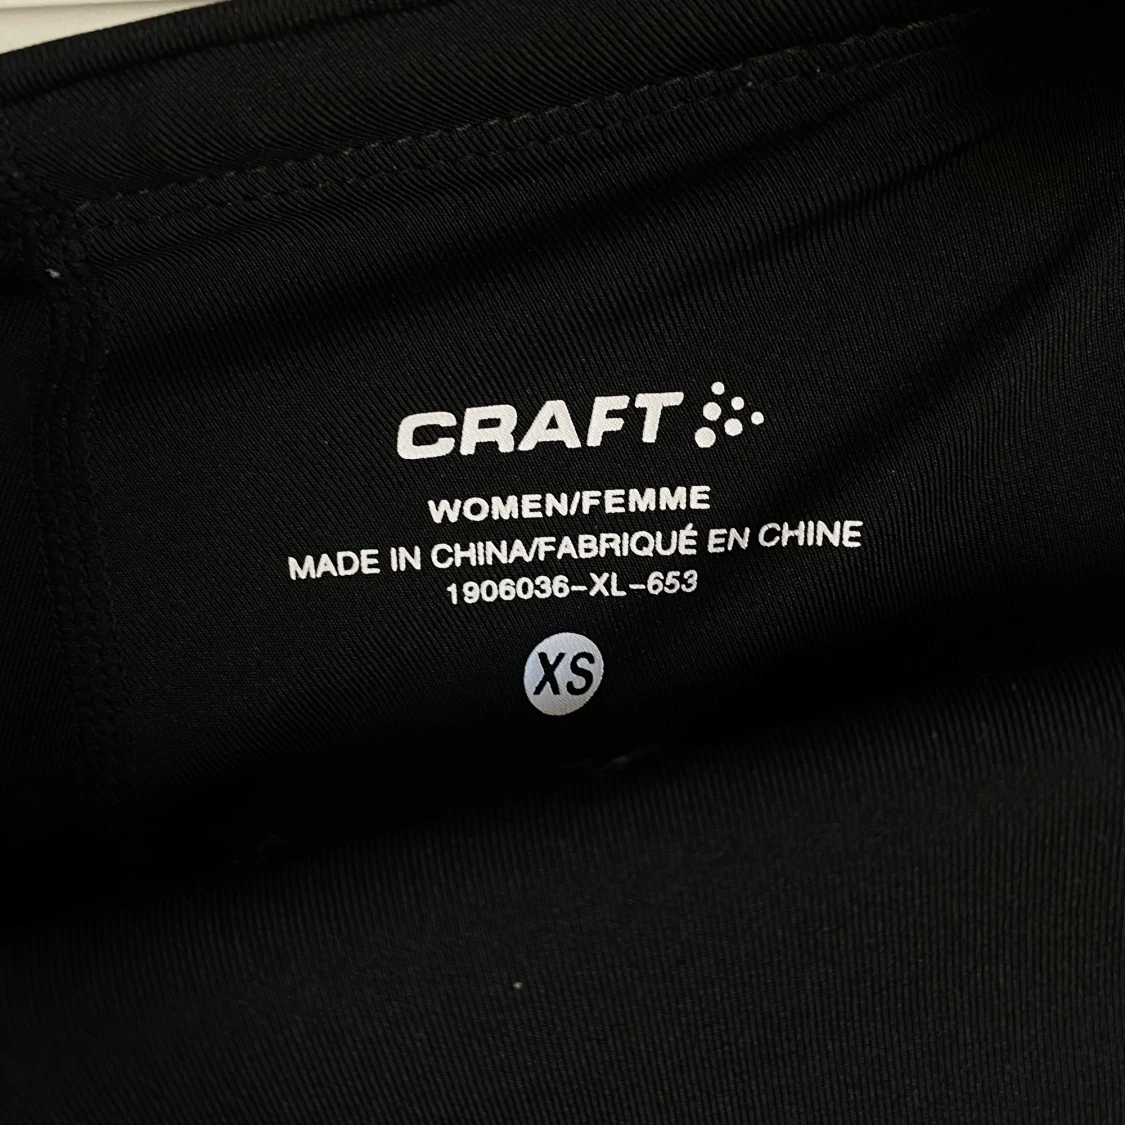 CRAFT
WOMEN/FEMME
MADE IN CHINA/FABRIQUÉ EN CHINE
1906036-XL-653
XS